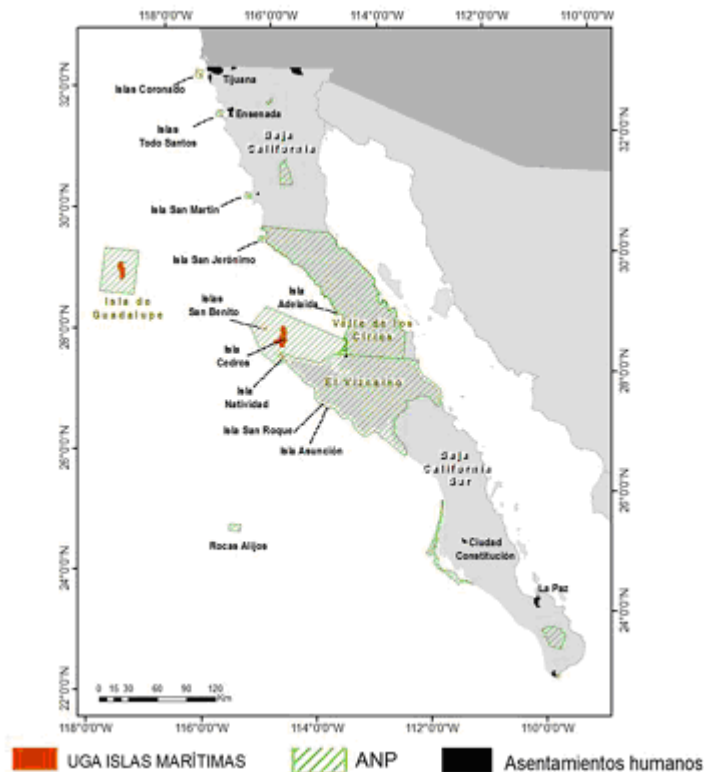 118°0'0"W 116°0'0"W 114°0'0"W 112°0'0"W 110°0'0"W
32°0'0"N
30°0'0"N
28°0'0"N
26°0'0"N
24°0'0"N
22°0'0"N
32°0'0"N
30°0'0"N
28°0'0"N
26°0'0"N
24°0'0"N
Islas Coronado
Tijuana
Ensenada
Islas
Todo Santos
Baja
California
Isla San Martín
Isla San Jerónimo
Isla de
Guadalupe
Islas
San Benito
Isla
Adelaida
Valle de los
Cirios
Isla
Cedros
El Vizcaíno
Isla
Natividad
Isla San Roque
Isla Asunción
Baja
California
Sur
Rocas Alijos
Ciudad
Constitución
La Paz
0 15 30 60 90 120
Km
118°0'0"W 116°0'0"W 114°0'0"W 112°0'0"W 110°0'0"W
UGA ISLAS MARÍTIMAS ANP Asentamientos humanos